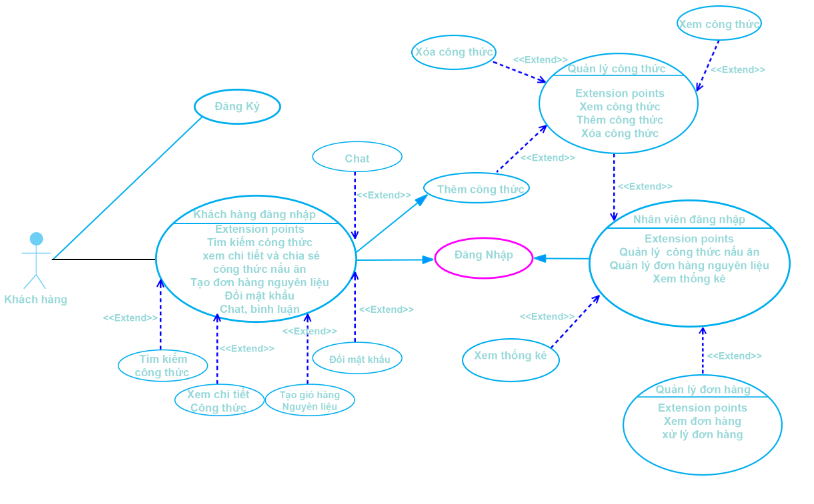 Xem công thức
Xóa công thức
<<Extend>>
<<Extend>>
Quản lý công thức
Extension points
Xem công thức
Thêm công thức
Xóa công thức
Đăng Ký
<<Extend>>
Chat
<<Extend>>
Thêm công thức
<<Extend>>
Khách hàng đăng nhập
Extension points
Tìm kiếm công thức
xem chi tiết và chia sẻ
công thức nấu ăn
Tạo đơn hàng nguyên liệu
Đổi mật khẩu
Chat, bình luận
Đăng Nhập
Nhân viên đăng nhập
Extension points
Quản lý công thức nấu ăn
Quản lý đơn hàng nguyên liệu
Xem thống kê
Khách hàng
<<Extend>>
<<Extend>>
<<Extend>>
<<Extend>>
<<Extend>>
Tìm kiếm
công thức
Đổi mật khẩu
Xem thống kê
<<Extend>>
Xem chi tiết
Công thức
Tạo giỏ hàng
Nguyên liệu
Quản lý đơn hàng
Extension points
Xem đơn hàng
xử lý đơn hàng